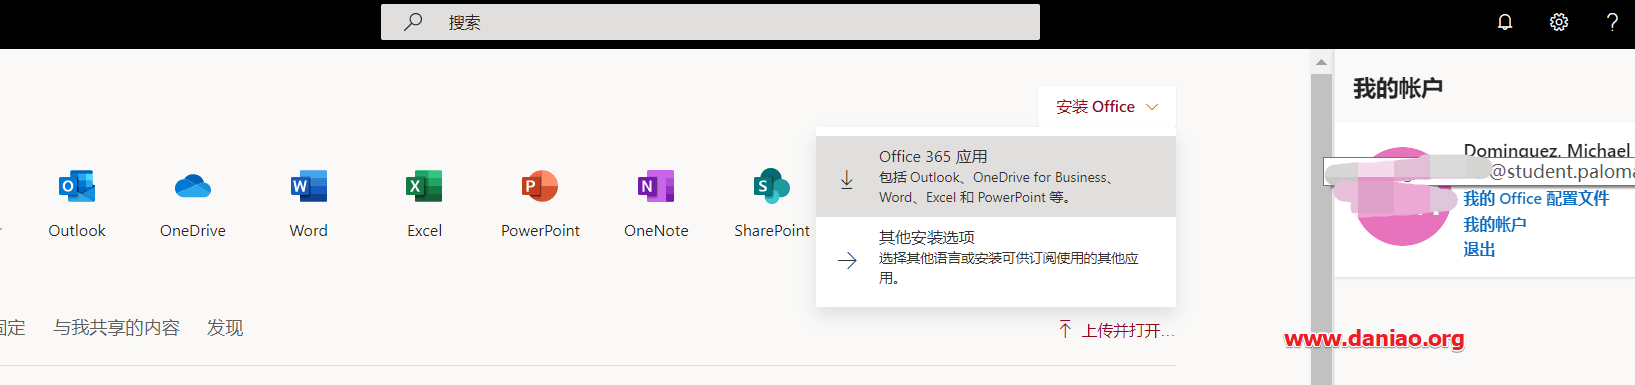 搜索
安装 Office
我的帐户
Office 365 应用
包括 Outlook、OneDrive for Business、
Word、Excel 和 PowerPoint 等。
Dominguez, Michael
@student.paloma
我的 Office 配置文件
我的帐户
退出
Outlook
OneDrive
Word
Excel
PowerPoint
OneNote
SharePoint
其他安装选项
选择其他语言或安装可供订阅使用的其他应
用。
固定
与我共享的内容
发现
上传并打开...
www.daniao.org